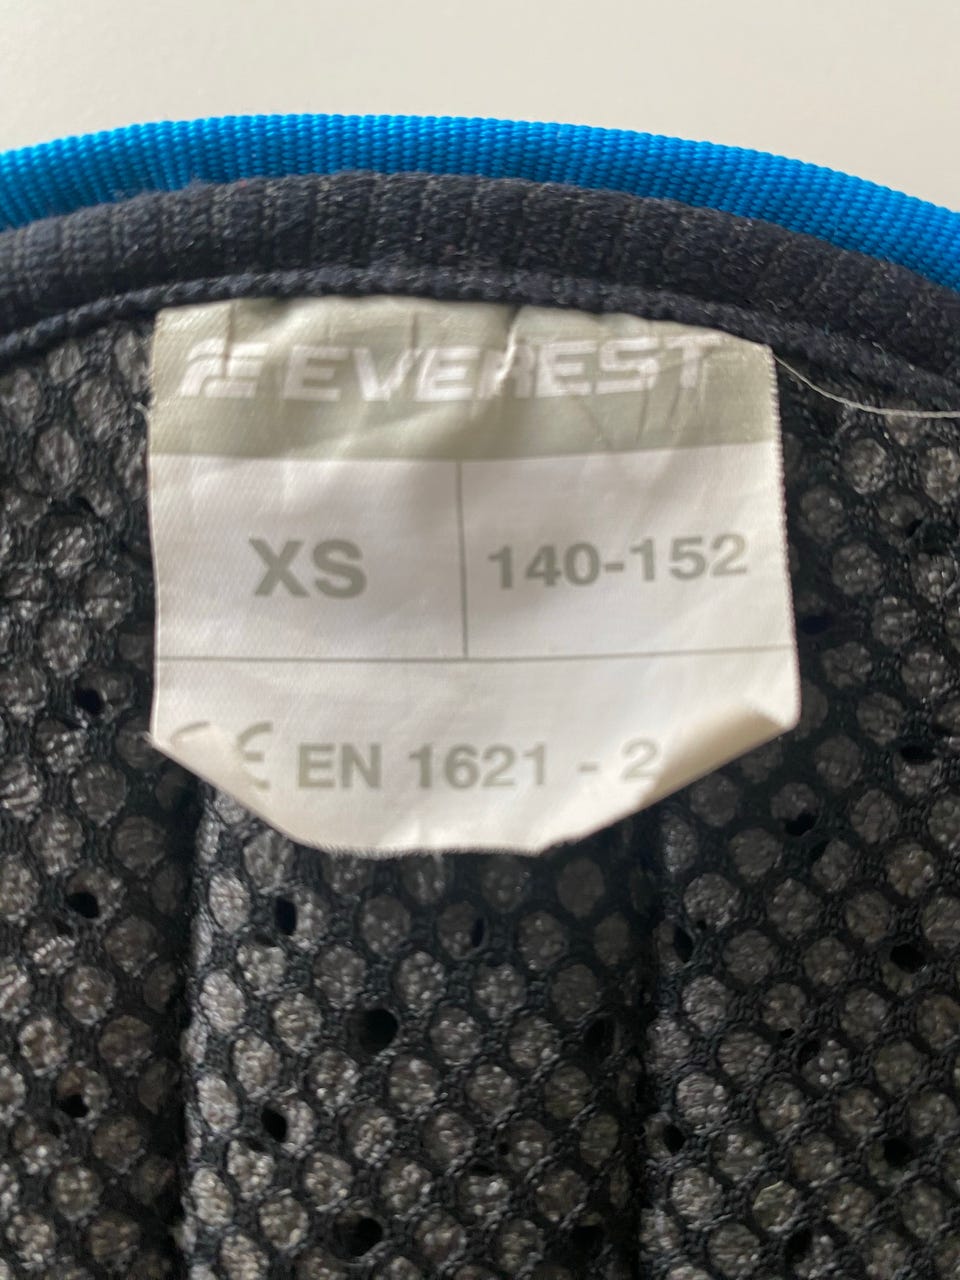 EVEREST
XS 140-152
CE EN 1621 - 2